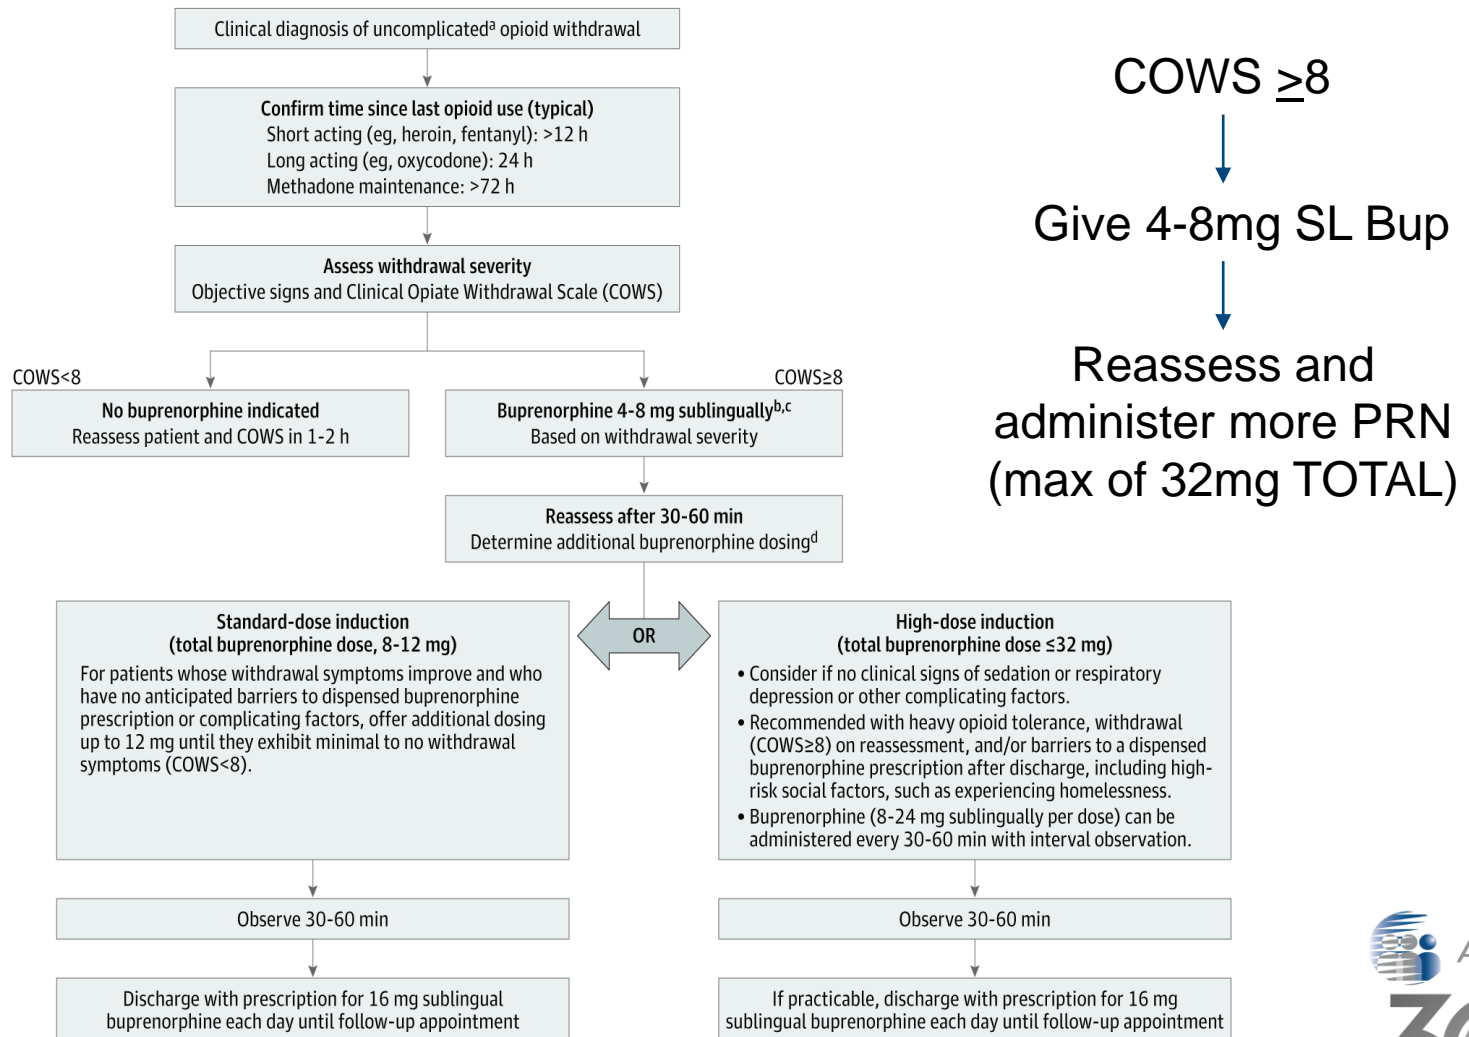 Clinical diagnosis of uncomplicatedᵃ opioid withdrawal
Confirm time since last opioid use (typical)
Short acting (eg, heroin, fentanyl): >12 h
Long acting (eg, oxycodone): 24 h
Methadone maintenance: >72 h
Assess withdrawal severity
Objective signs and Clinical Opiate Withdrawal Scale (COWS)
COWS<8
No buprenorphine indicated
Reassess patient and COWS in 1-2 h
COWS≥8
Buprenorphine 4-8 mg sublinguallyᵇ,ᶜ
Based on withdrawal severity
Reassess after 30-60 min
Determine additional buprenorphine dosingᵈ
Standard-dose induction
(total buprenorphine dose, 8-12 mg)
For patients whose withdrawal symptoms improve and who
have no anticipated barriers to dispensed buprenorphine
prescription or complicating factors, offer additional dosing
up to 12 mg until they exhibit minimal to no withdrawal
symptoms (COWS<8).
OR
High-dose induction
(total buprenorphine dose ≤32 mg)
• Consider if no clinical signs of sedation or respiratory
depression or other complicating factors.
• Recommended with heavy opioid tolerance, withdrawal
(COWS≥8) on reassessment, and/or barriers to a dispensed
buprenorphine prescription after discharge, including high-
risk social factors, such as experiencing homelessness.
• Buprenorphine (8-24 mg sublingually per dose) can be
administered every 30-60 min with interval observation.
Observe 30-60 min
Observe 30-60 min
Discharge with prescription for 16 mg sublingual
buprenorphine each day until follow-up appointment
If practicable, discharge with prescription for 16 mg
sublingual buprenorphine each day until follow-up appointment
COWS ≥8
Give 4-8mg SL Bup
Reassess and
administer more PRN
(max of 32mg TOTAL)